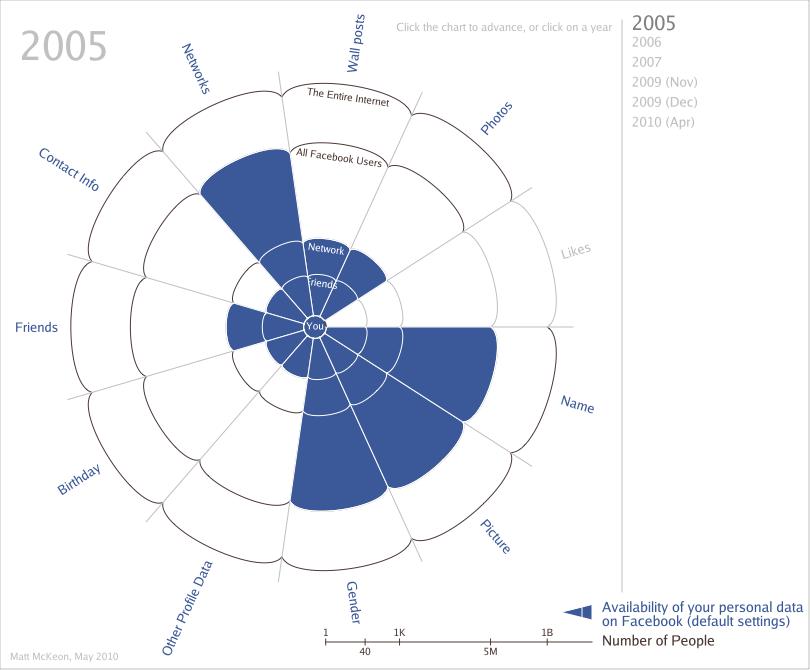 2005
Click the chart to advance, or click on a year
2005
2006
2007
2009 (Nov)
2009 (Dec)
2010 (Apr)
Networks
Wall posts
Photos
Likes
Name
Picture
Gender
Other Profile Data
Birthday
Friends
Contact Info
The Entire Internet
All Facebook Users
Network
Friends
You
Availability of your personal data
on Facebook (default settings)
Number of People
1
1K
1B
40
5M
Matt McKeon, May 2010